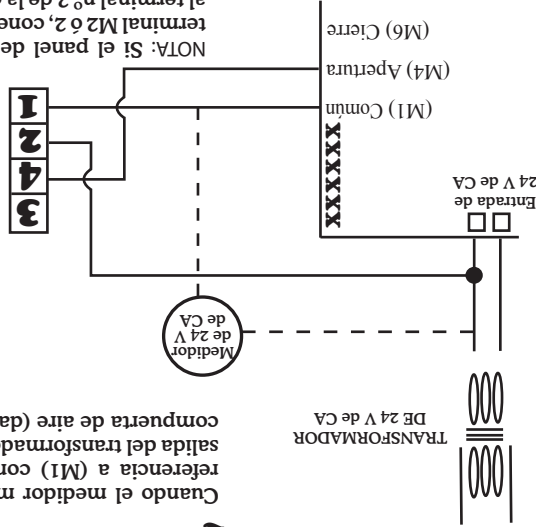 Cuando el medidor m
referencia a (M1) con
salida del transformado
compuerta de aire (da
TRANSFORMADOR
DE 24 V de CA
Medidor
de 24 V
de CA
Entrada de
24 V de CA
(M1) Común
(M4) Apertura
(M6) Cierre
3
4
2
1
NOTA: Si el panel de
terminal M2 ó 2, cone
al terminal n.º 2 de la